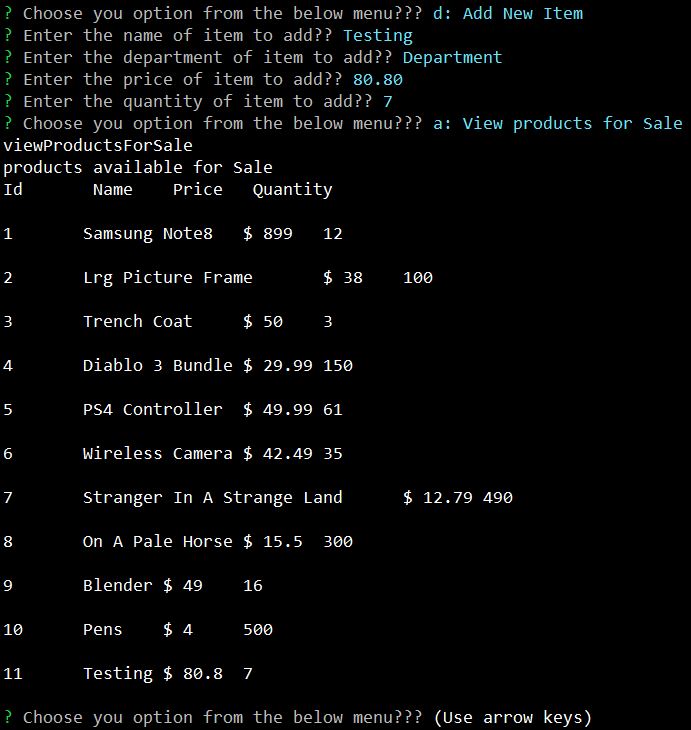 ? Choose you option from the below menu??? d: Add New Item
? Enter the name of item to add?? Testing
? Enter the department of item to add?? Department
? Enter the price of item to add?? 80.80
? Enter the quantity of item to add?? 7
? Choose you option from the below menu??? a: View products for Sale
viewProductsForSale
products available for Sale
Id       Name    Price   Quantity
1       Samsung Note8   $ 899   12
2       Lrg Picture Frame       $ 38    100
3       Trench Coat     $ 50    3
4       Diablo 3 Bundle $ 29.99 150
5       PS4 Controller  $ 49.99 61
6       Wireless Camera $ 42.49 35
7       Stranger In A Strange Land      $ 12.79 490
8       On A Pale Horse $ 15.5  300
9       Blender $ 49    16
10      Pens    $ 4     500
11      Testing $ 80.8  7
? Choose you option from the below menu??? (Use arrow keys)